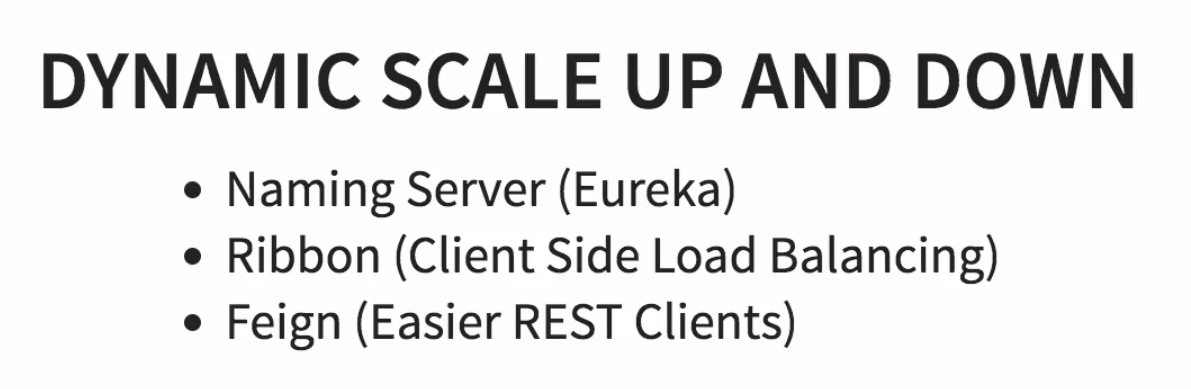 DYNAMIC SCALE UP AND DOWN
• Naming Server (Eureka)
• Ribbon (Client Side Load Balancing)
• Feign (Easier REST Clients)